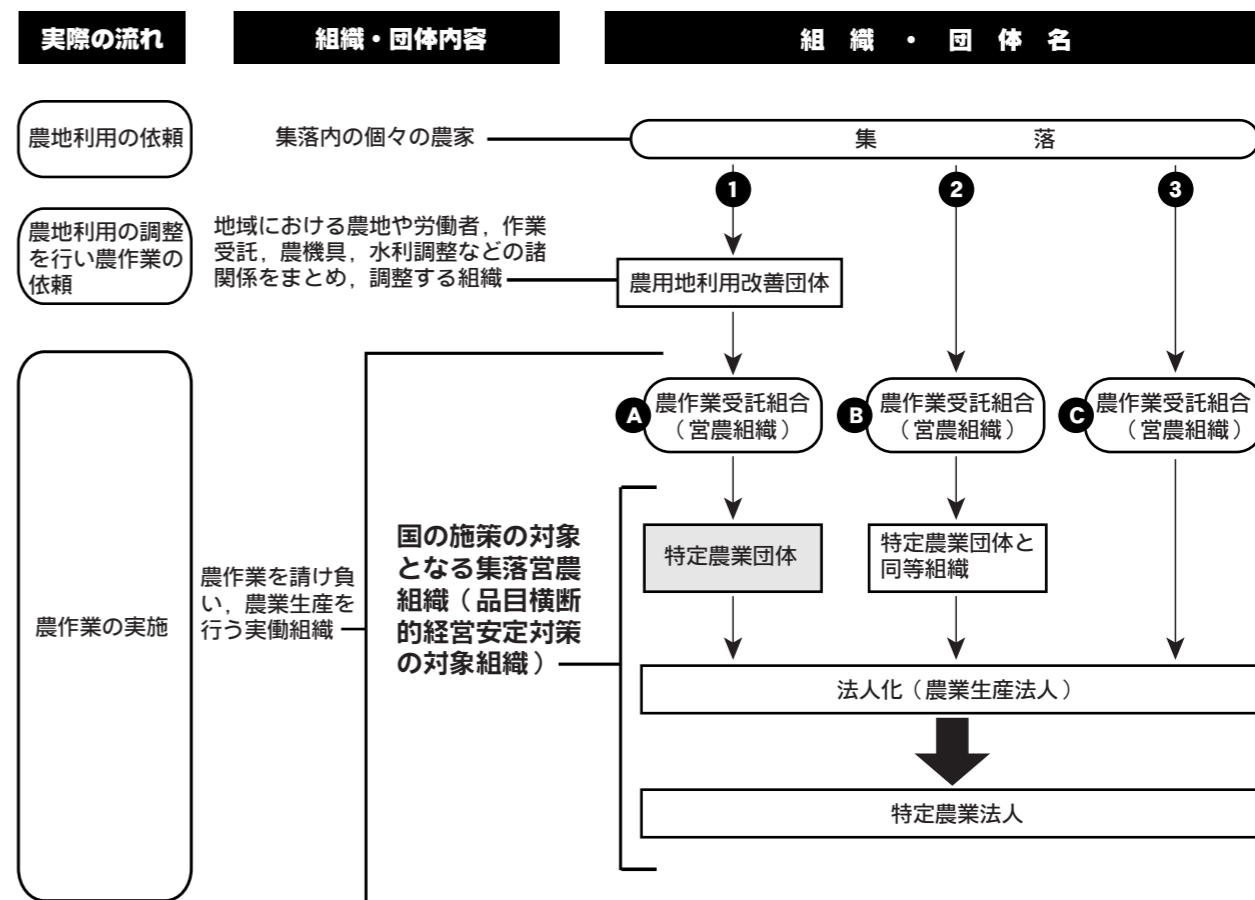 実際の流れ
組織・団体内容
組織・団体名
農地利用の依頼
集落内の個々の農家
集落
1
2
3
農地利用の調整
を行い農作業の
依頼
地域における農地や労働者，作業
受託，農機具，水利調整などの諸
関係をまとめ，調整する組織
農用地利用改善団体
A
農作業受託組合
（営農組織）
B
農作業受託組合
（営農組織）
C
農作業受託組合
（営農組織）
農作業の実施
農作業を請け負
い，農業生産を
行う実働組織
国の施策の対象
となる集落営農
組織（品目横断
的経営安定対策
の対象組織）
特定農業団体
特定農業団体と
同等組織
法人化（農業生産法人）
特定農業法人